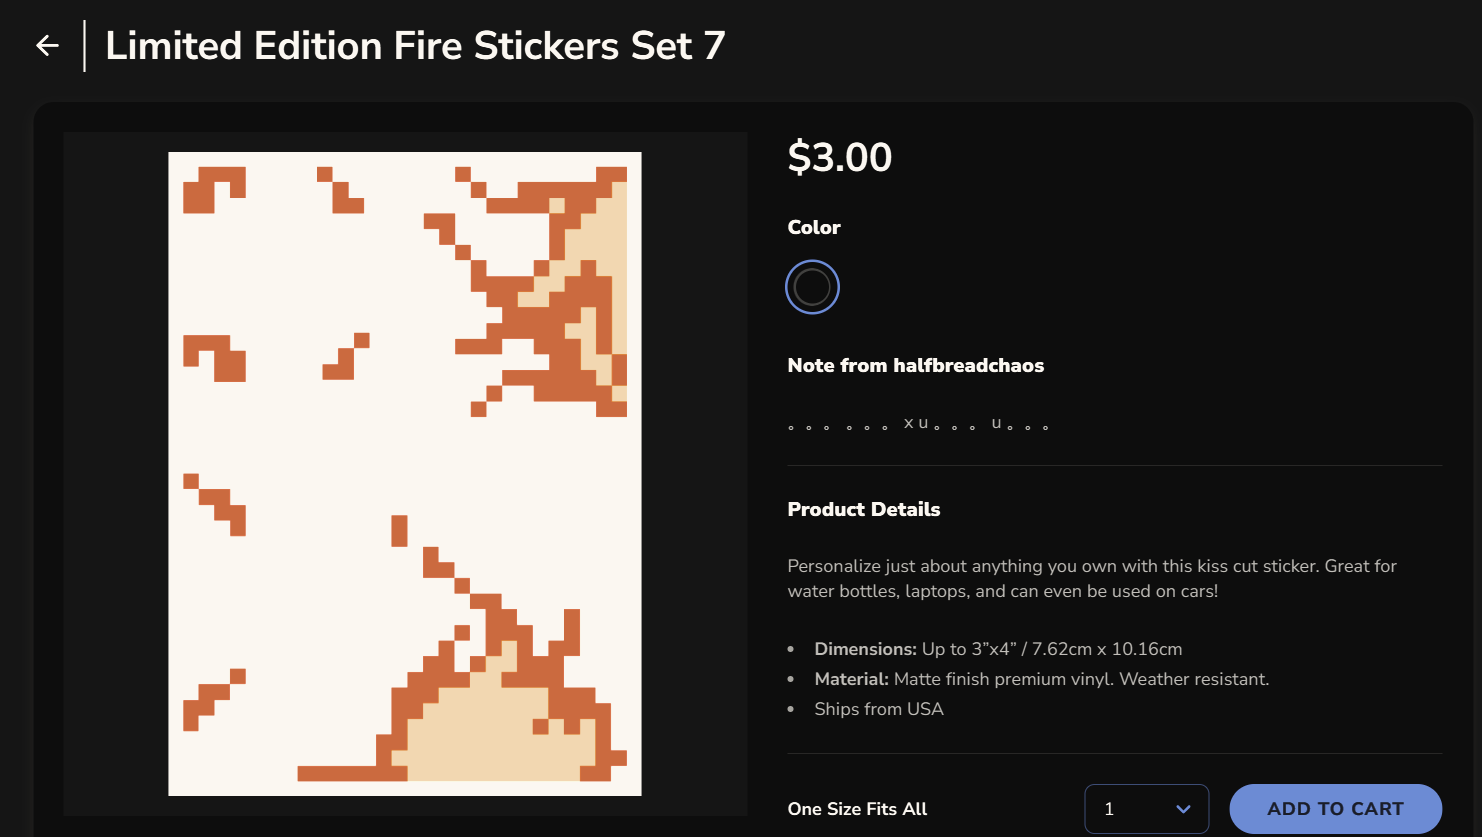 Limited Edition Fire Stickers Set 7
$3.00
Color
Note from halfbreadchaos
。。。 。。。 x u 。。。 u 。。。
Product Details
Personalize just about anything you own with this kiss cut sticker. Great for
water bottles, laptops, and can even be used on cars!
• Dimensions: Up to 3”x4” / 7.62cm x 10.16cm
• Material: Matte finish premium vinyl. Weather resistant.
• Ships from USA
One Size Fits All
1
ADD TO CART